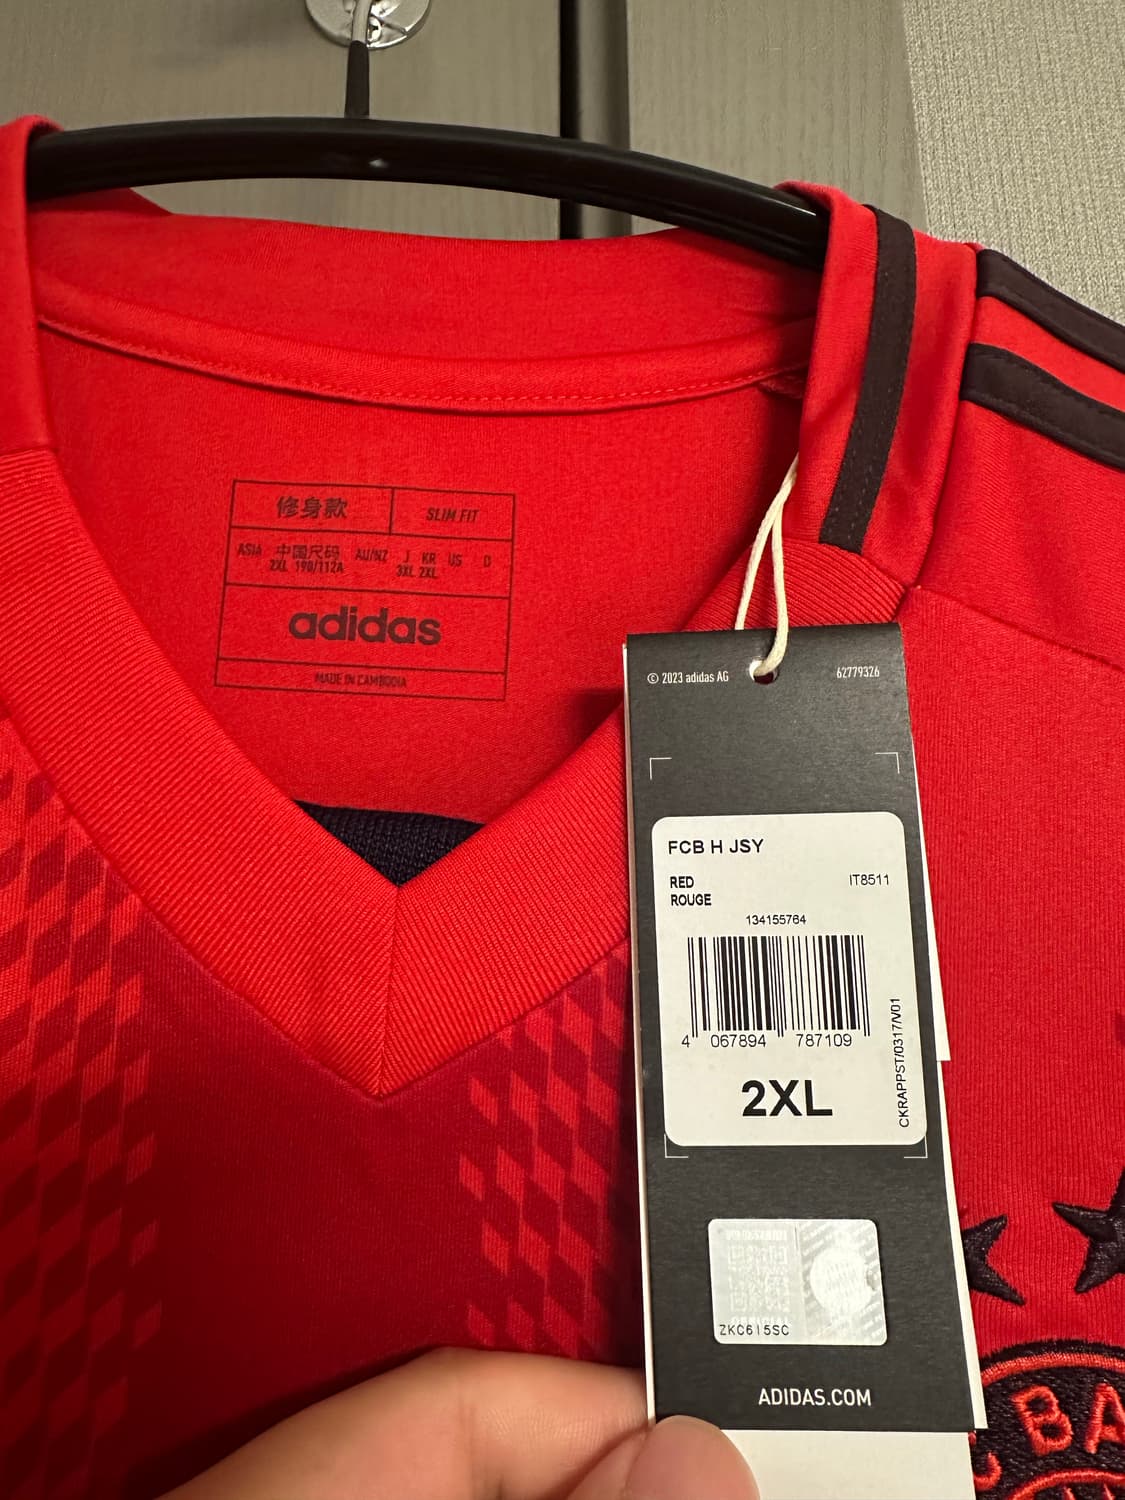 修身款 SLIM FIT
ASIA 中国尺码 AU/NZ J KR US D
2XL 190/112A 3XL 2XL
adidas
MADE IN CAMBODIA
© 2023 adidas AG 62779326
FCB H JSY
RED IT8511
ROUGE
134155764
4 067894 787109
2XL
CKRAPPST/0317/V01
ZKC615SC
ADIDAS.COM
C BA